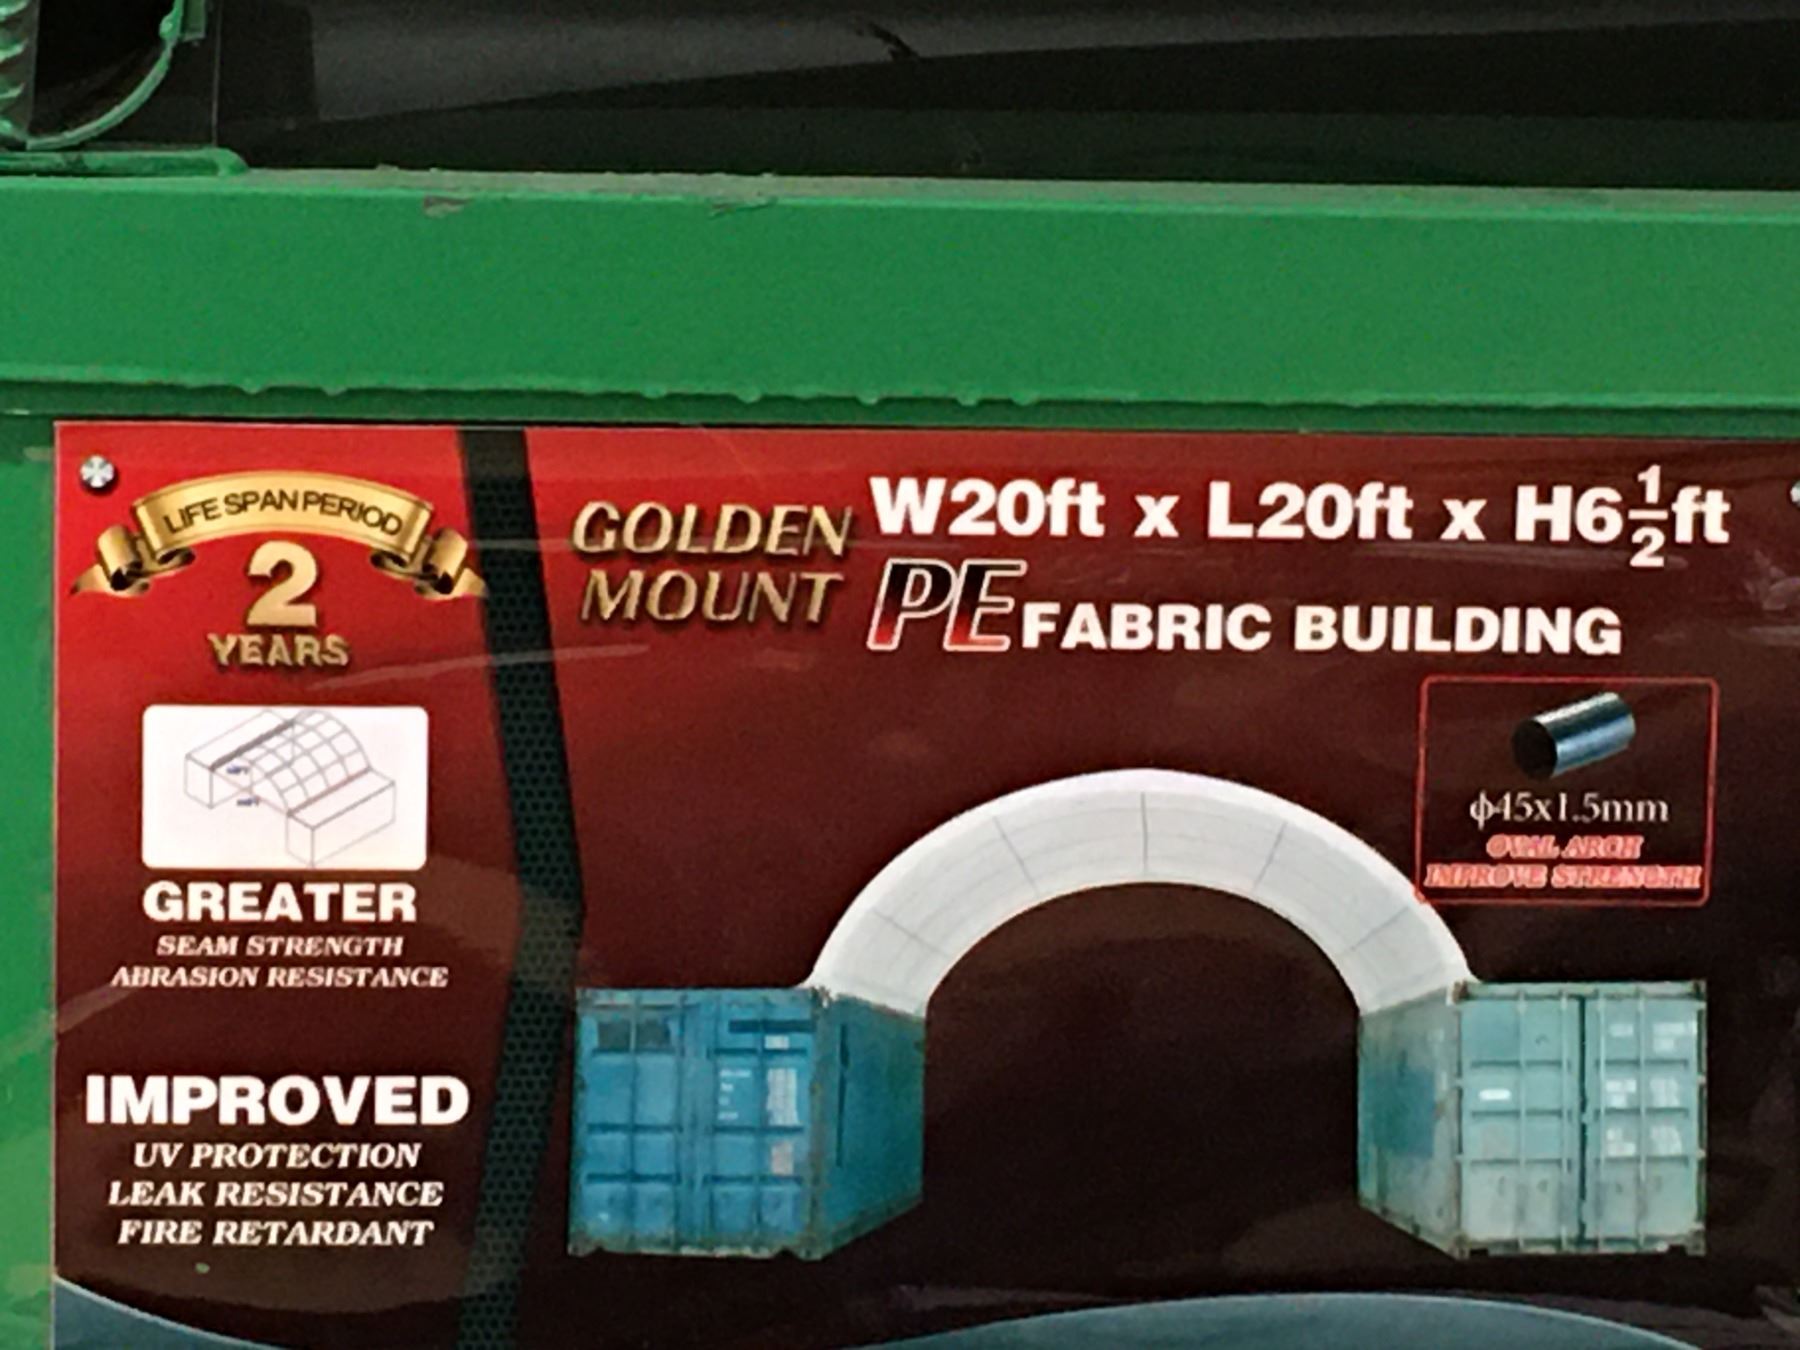 LIFE SPAN PERIOD
2
YEARS
GREATER
SEAM STRENGTH
ABRASION RESISTANCE
IMPROVED
UV PROTECTION
LEAK RESISTANCE
FIRE RETARDANT
GOLDEN
MOUNT
W20ft x L20ft x H6½ft
PE FABRIC BUILDING
ф45x1.5mm
OVAL ARCH
IMPROVE STRENGTH